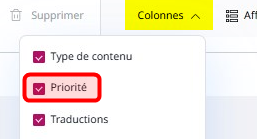 Supprimer Colonnes Aff
Type de contenu
Priorité
Traductions